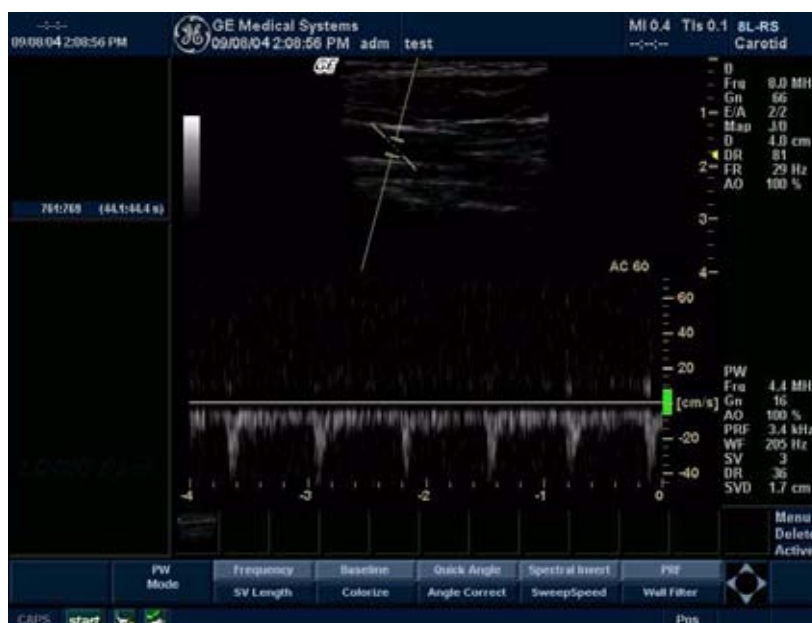 --:--:--
09/08/04 2:08:56 PM
GE Medical Systems
09/08/04 2:08:56 PM adm test
MI 0.4 TIs 0.1 8L-RS
--:--:-- Carotid
GE
D
Frq 8.0 MH
Gn 66
E/A 2/2
Map J/0
D 4.0 cm
DR 81
FR 29 Hz
AO 100 %
1
2
3
4
761:768 (44.1:44.4 s)
AC 60
60
40
20
[cm/s]
-20
-40
-4 -3 -2 -1 0
PW
Frq 4.4 MH
Gn 16
AO 100 %
PRF 3.4 kHz
WF 205 Hz
SV 3
DR 36
SVD 1.7 cm
Menu
Delete
Active
PW Mode
Frequency Baseline Quick Angle Spectral Invert PRF
SV Length Colorize Angle Correct SweepSpeed Wall Filter
CAPS start Pos